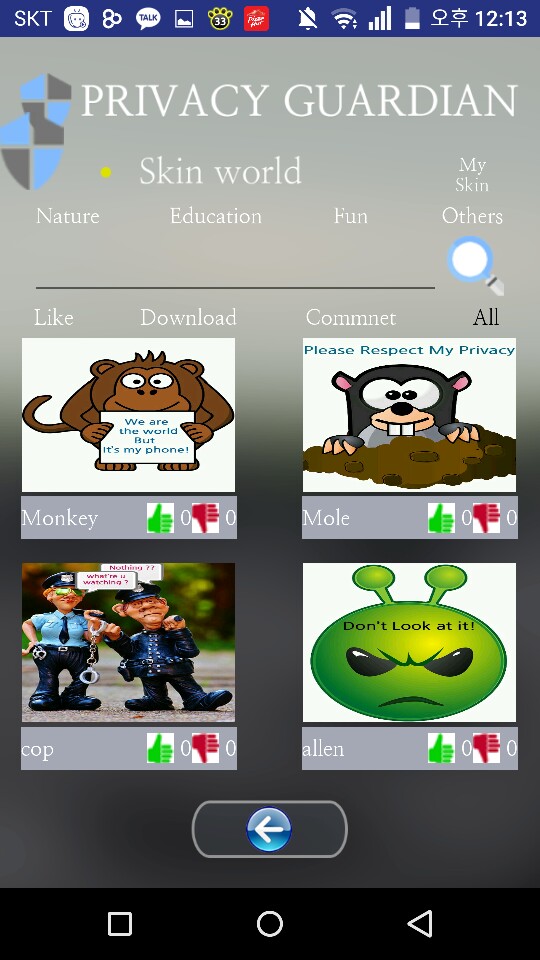 SKT TALK 33 오후 12:13
PRIVACY GUARDIAN
Skin world
My
Skin
Nature Education Fun Others
Like Download Commnet All
We are
the world
But
It's my phone!
Please Respect My Privacy
Monkey 0 0
Mole 0 0
Nothing ??
what're u
watching ?
Don't Look at it!
cop 0 0
allen 0 0